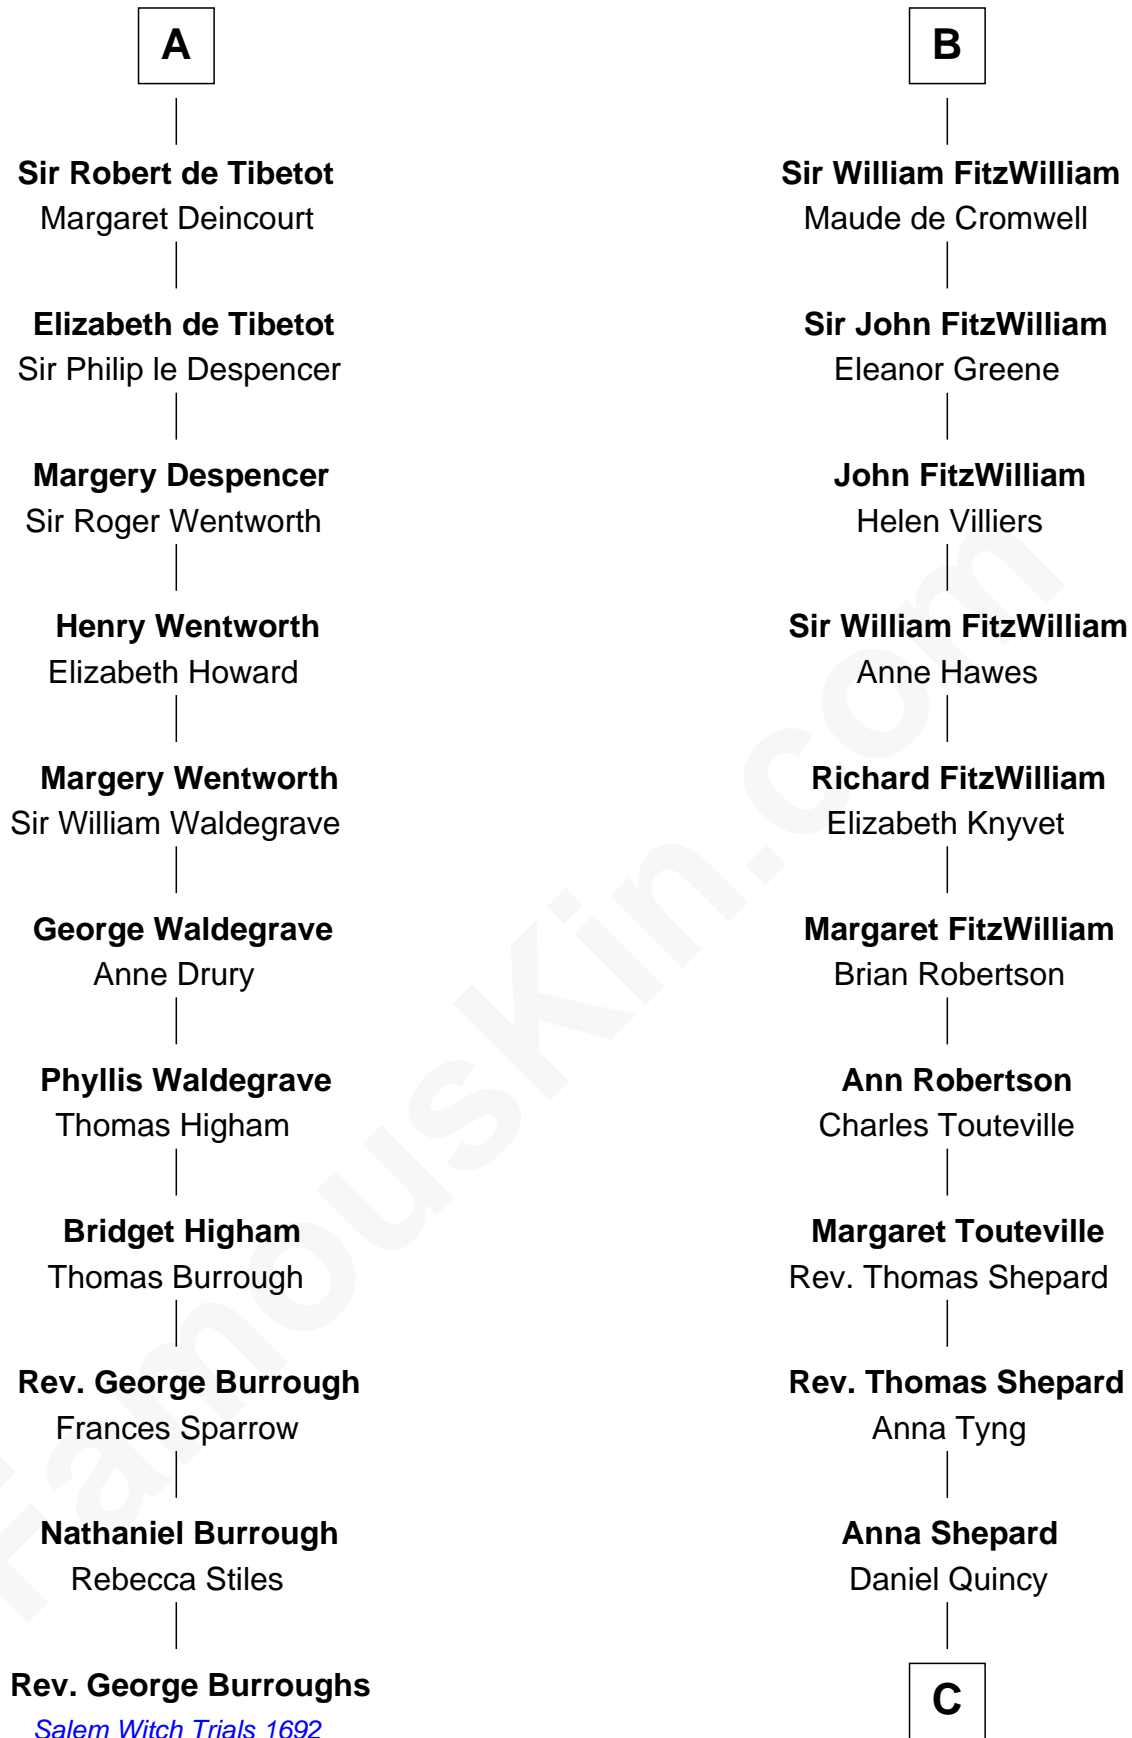 A
Sir Robert de Tibetot
Margaret Deincourt
Elizabeth de Tibetot
Sir Philip le Despencer
Margery Despencer
Sir Roger Wentworth
Henry Wentworth
Elizabeth Howard
Margery Wentworth
Sir William Waldegrave
George Waldegrave
Anne Drury
Phyllis Waldegrave
Thomas Higham
Bridget Higham
Thomas Burrough
Rev. George Burrough
Frances Sparrow
Nathaniel Burrough
Rebecca Stiles
Rev. George Burroughs
Salem Witch Trials 1692
B
Sir William FitzWilliam
Maude de Cromwell
Sir John FitzWilliam
Eleanor Greene
John FitzWilliam
Helen Villiers
Sir William FitzWilliam
Anne Hawes
Richard FitzWilliam
Elizabeth Knyvet
Margaret FitzWilliam
Brian Robertson
Ann Robertson
Charles Touteville
Margaret Touteville
Rev. Thomas Shepard
Rev. Thomas Shepard
Anna Tyng
Anna Shepard
Daniel Quincy
C
FamousKin.com